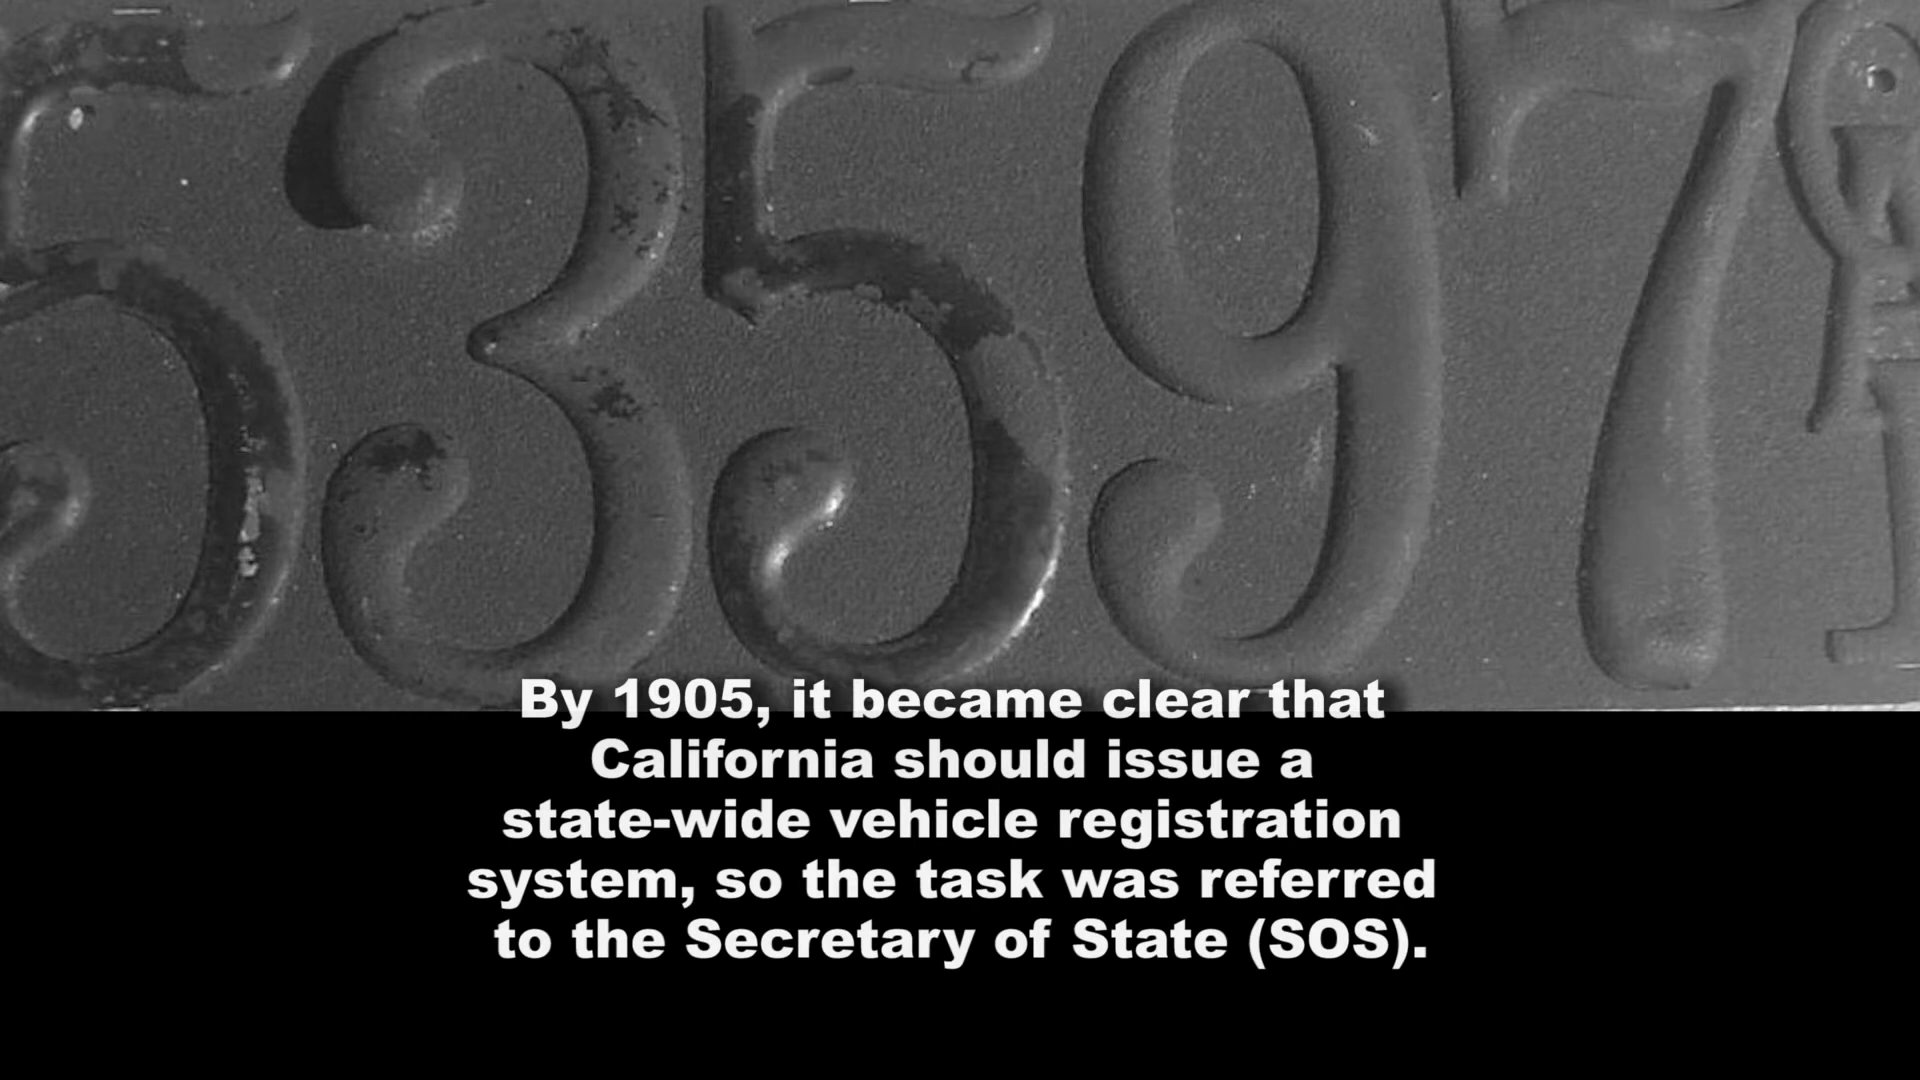 53597
By 1905, it became clear that
California should issue a
state-wide vehicle registration
system, so the task was referred
to the Secretary of State (SOS).